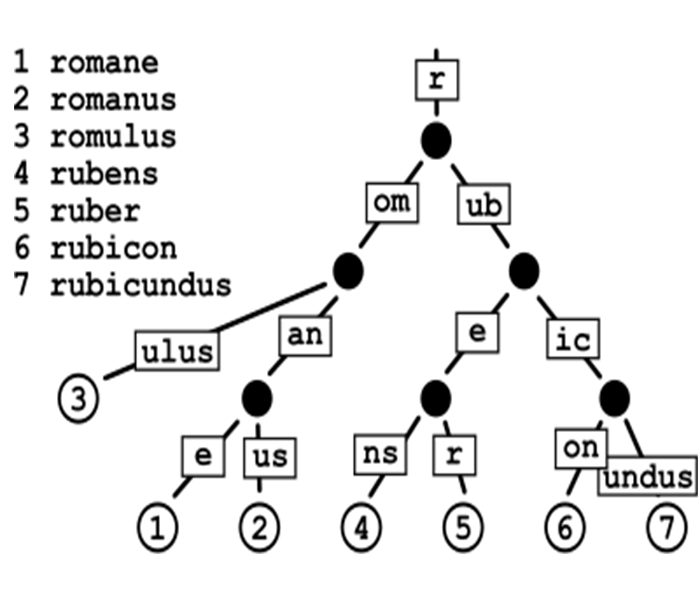 1 romane
2 romanus
3 romulus
4 rubens
5 ruber
6 rubicon
7 rubicundus
r
om
ub
ulus
an
e
ic
3
e
us
ns
r
on
undus
1
2
4
5
6
7